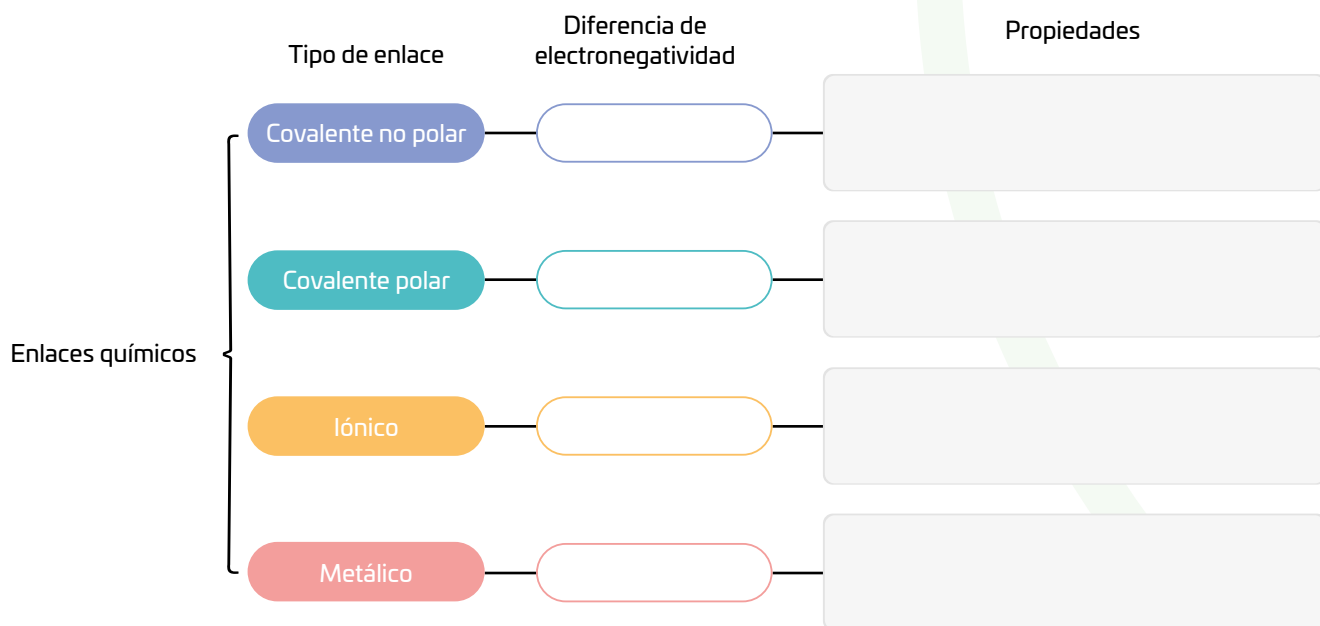 Tipo de enlace
Diferencia de
electronegatividad
Propiedades
Covalente no polar
Covalente polar
Enlaces químicos
Iónico
Metálico